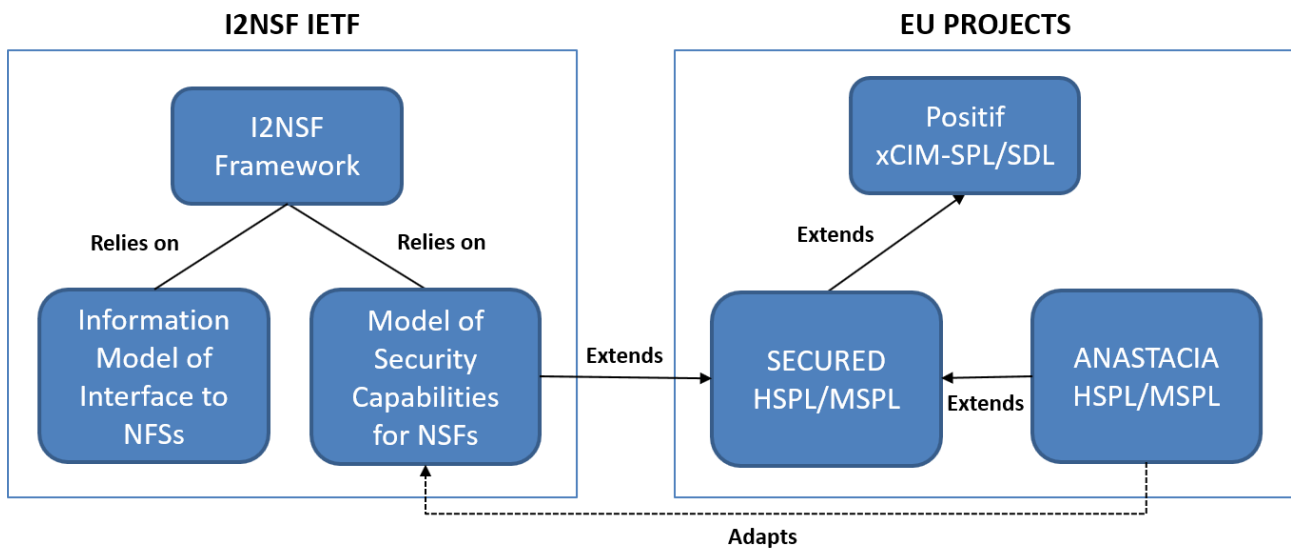 I2NSF IETF
EU PROJECTS
I2NSF
Framework
Positif
xCIM-SPL/SDL
Relies on
Relies on
Extends
Information
Model of
Interface to
NFSs
Model of
Security
Capabilities
for NSFs
Extends
SECURED
HSPL/MSPL
Extends
ANASTACIA
HSPL/MSPL
Adapts